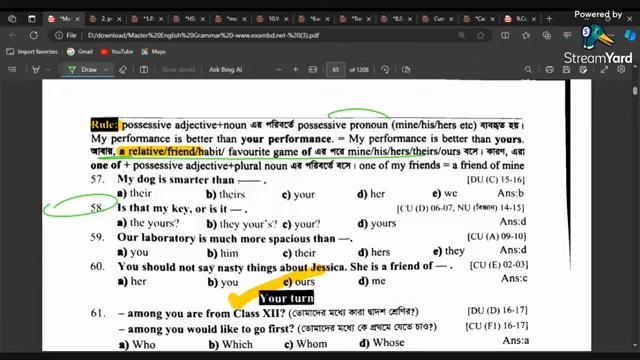 Powered by
StreamYard
D:/download/Master%20English%20Grammar%20-www.exambd.net-(3).pdf
Import favorites
Gmail
YouTube
Maps
Draw
Ask Bing AI
65 of 128
Rule: possessive adjective+noun এর পরিবর্তে possessive pronoun (mine/his/hers etc) ব্যবহৃত হয়।
My performance is better than your performance. = My performance is better than yours.
আবার, a relative/friend/habit/ favourite game of এর পরে mine/his/hers/theirs/ours বসে। কারণ, এরা
one of + possessive adjective+plural noun এর পরিবর্তে বসে। one of my friends = a friend of mine
57. My dog is smarter than ——. [DU (C) 15-16]
a) their b) theirs c) your d) her e) we Ans:b
58. Is that my key, or is it —. [CU (D) 06-07, NU (বিজ্ঞান) 14-15]
a) the yours? b) they your's? c) your? d) yours Ans:d
59. Our laboratory is much more spacious than —. [CU (A) 09-10]
a) you b) him c) their d) hers e) they Ans:d
60. You should not say nasty things about Jessica. She is a friend of —. [CU (E) 02-03]
a) her b) you c) ours d) me Ans:c
Your turn
61. – among you are from Class XII? (তোমাদের মধ্যে কারা দ্বাদশ শ্রেণির?) [DU (D) 16-17]
– among you would like to go first? (তোমাদের মধ্যে কে প্রথমে যেতে চাও?) [DU (F1) 16-17]
a) Who b) Which c) Whom d) Whose Ans:a